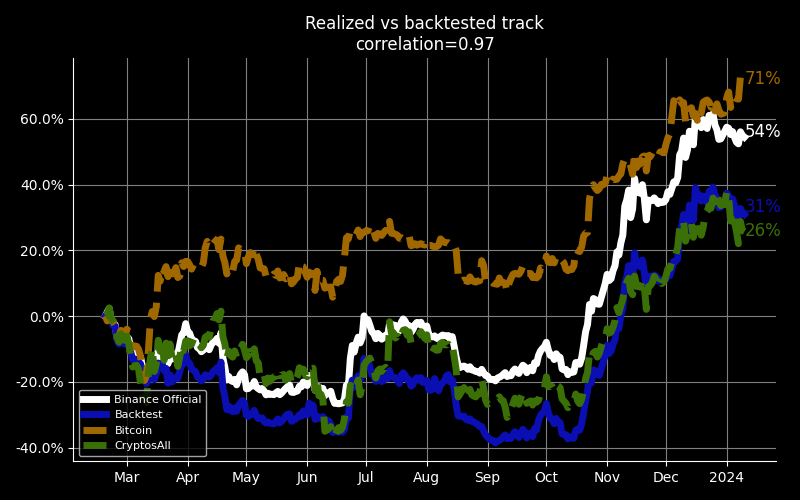 Realized vs backtested track
correlation=0.97
71%
60.0%
54%
40.0%
31%
26%
20.0%
0.0%
-20.0%
-40.0%
Binance Official
Backtest
Bitcoin
CryptosAll
Mar
Apr
May
Jun
Jul
Aug
Sep
Oct
Nov
Dec
2024